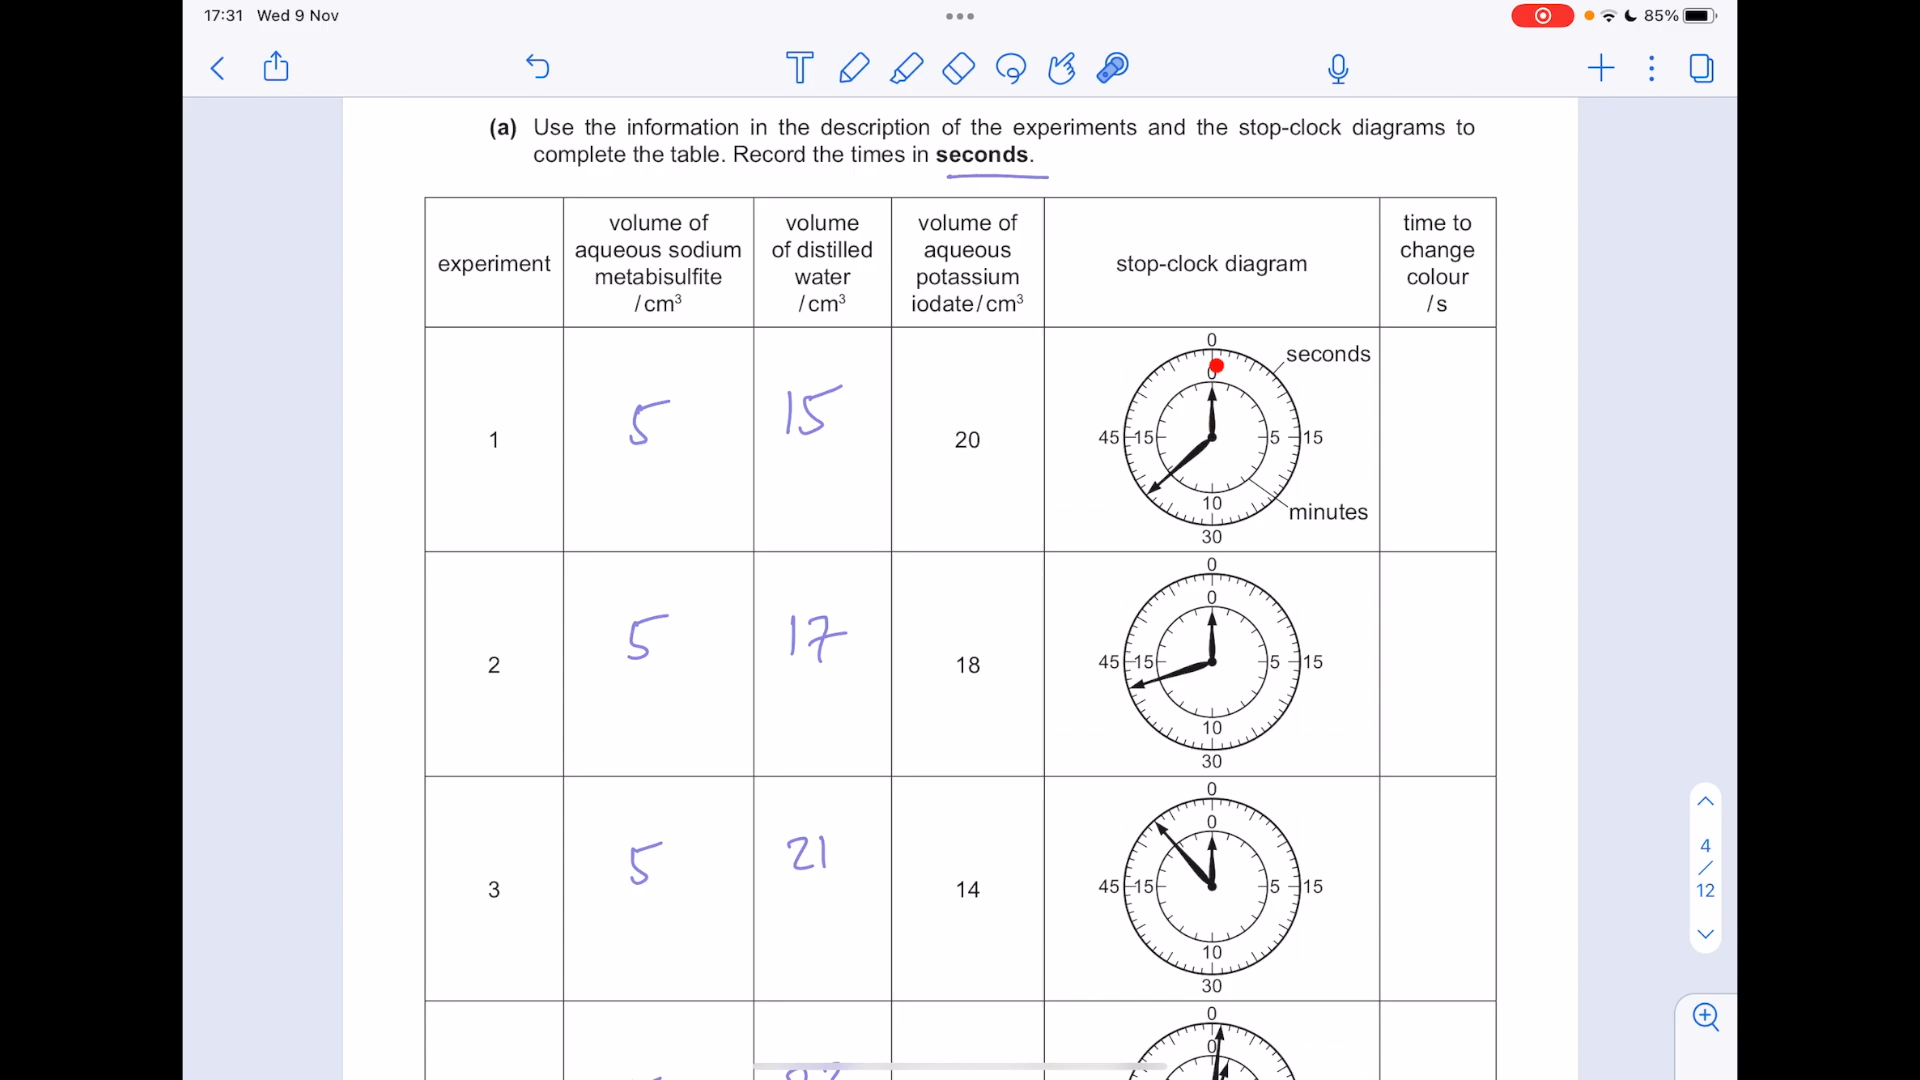 17:31 Wed 9 Nov
85%
(a) Use the information in the description of the experiments and the stop-clock diagrams to
complete the table. Record the times in seconds.
experiment
volume of
aqueous sodium
metabisulfite
/cm³
volume
of distilled
water
/cm³
volume of
aqueous
potassium
iodate/cm³
stop-clock diagram
time to
change
colour
/s
1
5
15
20
0
seconds
0
45 15 5 15
10
minutes
30
2
5
17
18
0
0
45 15 5 15
10
30
3
5
21
14
0
0
45 15 5 15
10
30
0
0
4
/
12